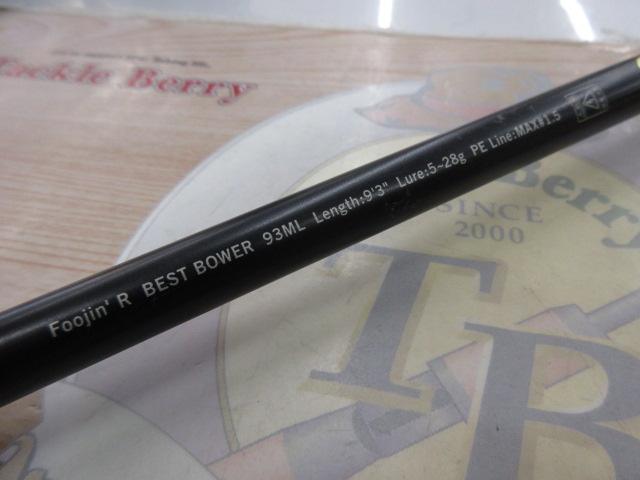 Tackle Berry
Foojin' R BEST BOWER 93ML Length:9'3" Lure:5~28g PE Line:MAX#1.5
Berry
SINCE
2000
TB